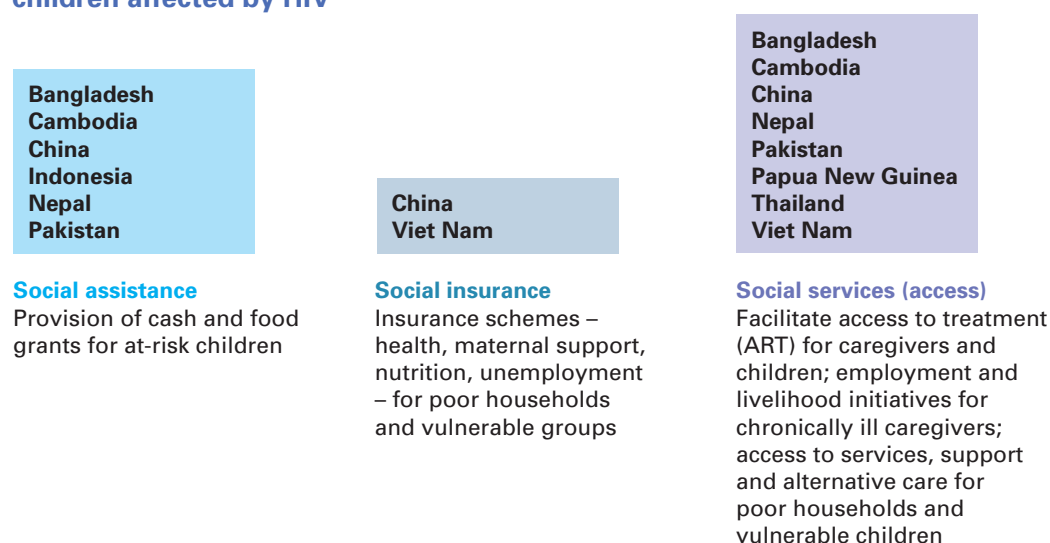 children affected by HIV
Bangladesh
Cambodia
China
Indonesia
Nepal
Pakistan
Social assistance
Provision of cash and food
grants for at-risk children
China
Viet Nam
Social insurance
Insurance schemes –
health, maternal support,
nutrition, unemployment
– for poor households
and vulnerable groups
Bangladesh
Cambodia
China
Nepal
Pakistan
Papua New Guinea
Thailand
Viet Nam
Social services (access)
Facilitate access to treatment
(ART) for caregivers and
children; employment and
livelihood initiatives for
chronically ill caregivers;
access to services, support
and alternative care for
poor households and
vulnerable children